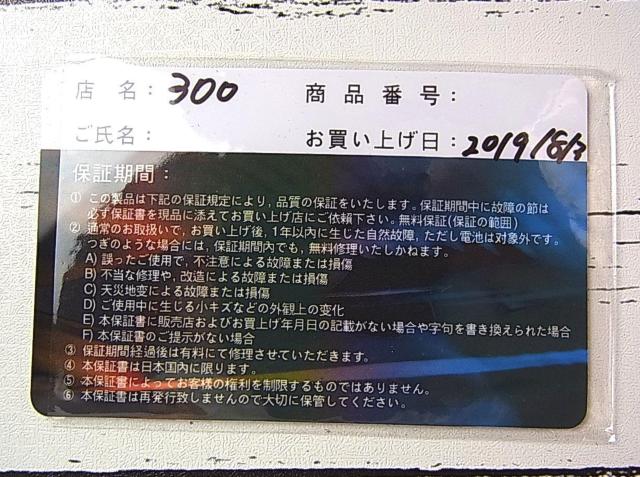 店 名： 300 商 品 番 号：
ご氏名： お買い上げ日：2019/8/3
保証期間：
① この製品は下記の保証規定により，品質の保証をいたします。保証期間中に故障の節は
必ず保証書を現品に添えてお買い上げ店にご依頼下さい。無料保証(保証の範囲)
② 通常のお取扱いで，お買い上げ後，1年以内に生じた自然故障，ただし電池は対象外です。
つぎのような場合には，保証期間内でも，無料修理いたしかねます。
A) 誤ったご使用で，不注意による故障または損傷
B) 不当な修理や，改造による故障または損傷
C) 天災地変による故障または損傷
D) ご使用中に生じる小キズなどの外観上の変化
E) 本保証書に販売店およびお買上げ年月日の記載がない場合や字句を書き換えられた場合
F) 本保証書のご提示がない場合
③ 保証期間経過後は有料にて修理させていただきます。
④ 本保証書は日本国内に限ります。
⑤ 本保証書によってお客様の権利を制限するものではありません。
⑥ 本保証書は再発行致しませんので大切に保管してください。